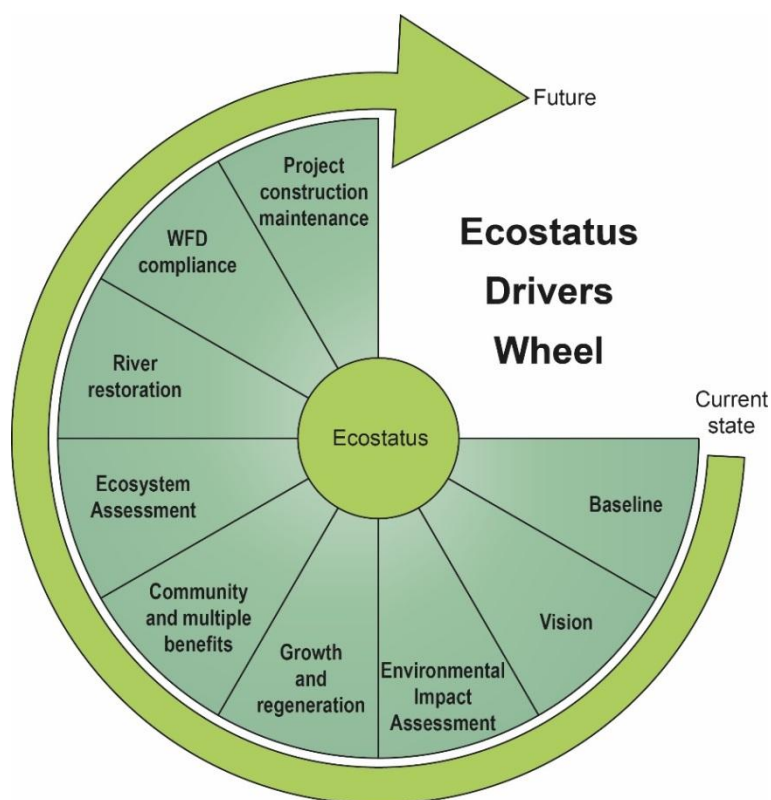 Future
Project
construction
maintenance
WFD
compliance
Ecostatus
Drivers
Wheel
River
restoration
Current
state
Ecostatus
Ecosystem
Assessment
Baseline
Community
and multiple
benefits
Vision
Growth
and
regeneration
Environmental
Impact
Assessment